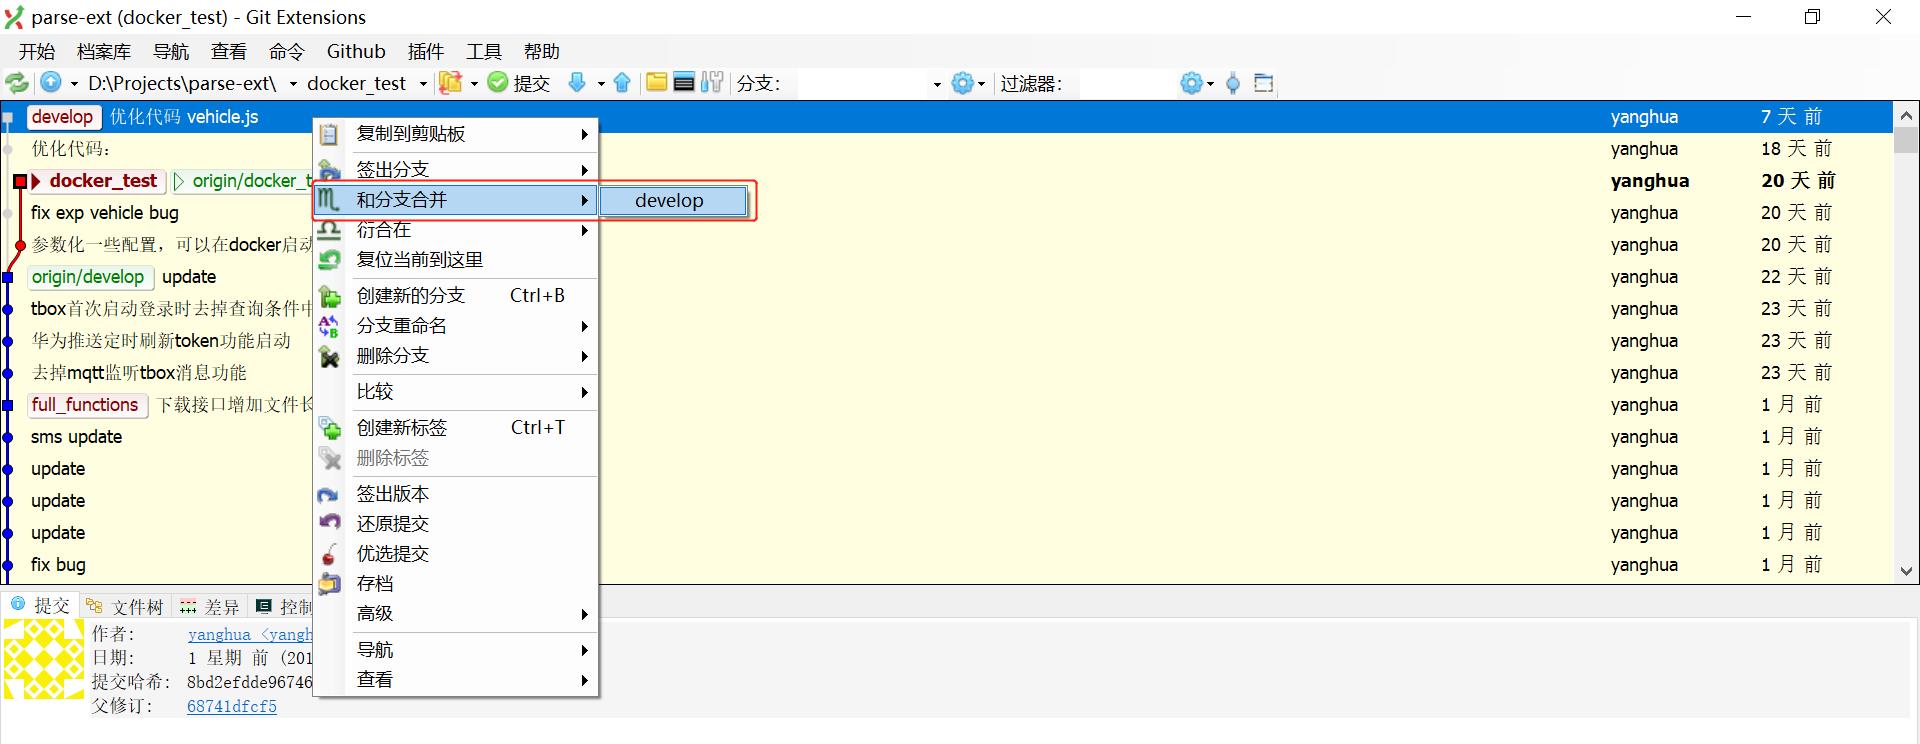 parse-ext (docker_test) - Git Extensions
开始 档案库 导航 查看 命令 Github 插件 工具 帮助
D:\Projects\parse-ext\ docker_test 提交 分支: 过滤器:
develop 优化代码 vehicle.js yanghua 7 天 前
优化代码: yanghua 18 天 前
docker_test origin/docker_t yanghua 20 天 前
fix exp vehicle bug yanghua 20 天 前
参数化一些配置，可以在docker启动 yanghua 20 天 前
origin/develop update yanghua 22 天 前
tbox首次启动登录时去掉查询条件中 yanghua 23 天 前
华为推送定时刷新token功能启动 yanghua 23 天 前
去掉mqtt监听tbox消息功能 yanghua 23 天 前
full_functions 下载接口增加文件长 yanghua 1 月 前
sms update yanghua 1 月 前
update yanghua 1 月 前
update yanghua 1 月 前
update yanghua 1 月 前
fix bug yanghua 1 月 前
复制到剪贴板
签出分支
和分支合并 develop
衍合在
复位当前到这里
创建新的分支 Ctrl+B
分支重命名
删除分支
比较
创建新标签 Ctrl+T
删除标签
签出版本
还原提交
优选提交
存档
高级
导航
查看
提交 文件树 差异 控制
作者: yanghua <yangh
日期: 1 星期 前 (201
提交哈希: 8bd2efdde96746
父修订: 68741dfcf5